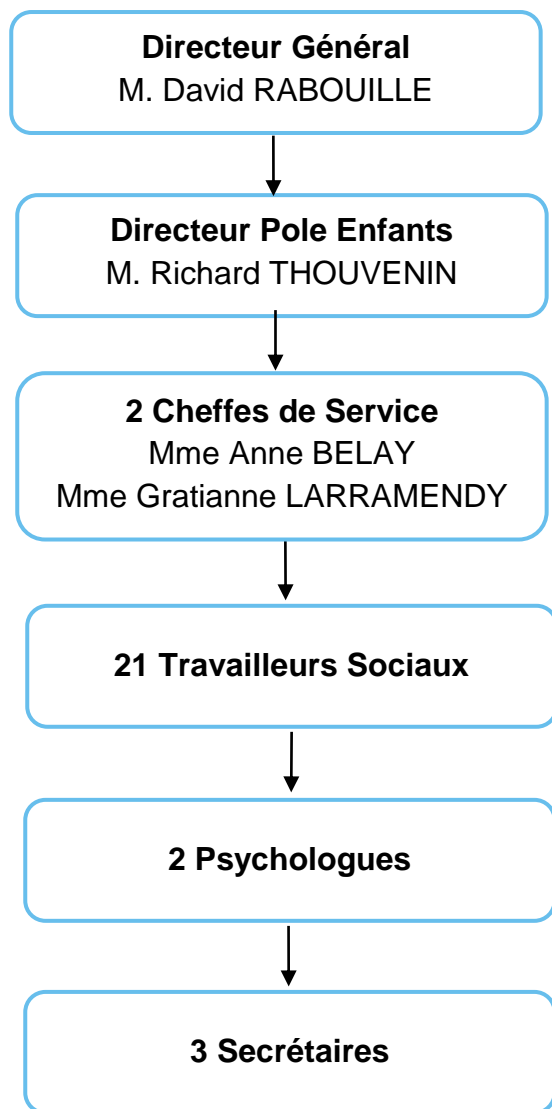 Directeur Général
M. David RABOUILLE
Directeur Pole Enfants
M. Richard THOUVENIN
2 Cheffes de Service
Mme Anne BELAY
Mme Gratianne LARRAMENDY
21 Travailleurs Sociaux
2 Psychologues
3 Secrétaires